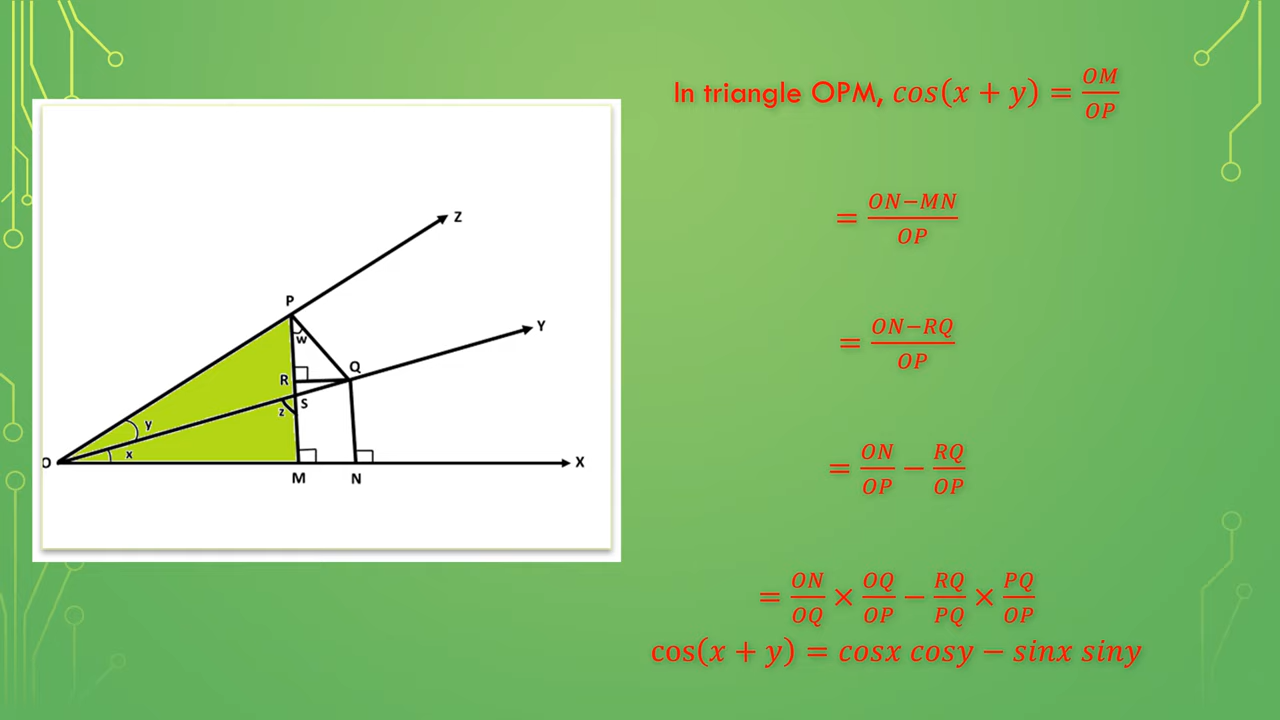 Z
P
Y
w
Q
R
S
z
y
x
O
X
M
N
In triangle OPM, cos(x + y) = OM/OP
= ON−MN/OP
= ON−RQ/OP
= ON/OP − RQ/OP
= ON/OQ × OQ/OP − RQ/PQ × PQ/OP
cos(x + y) = cosx cosy − sinx siny